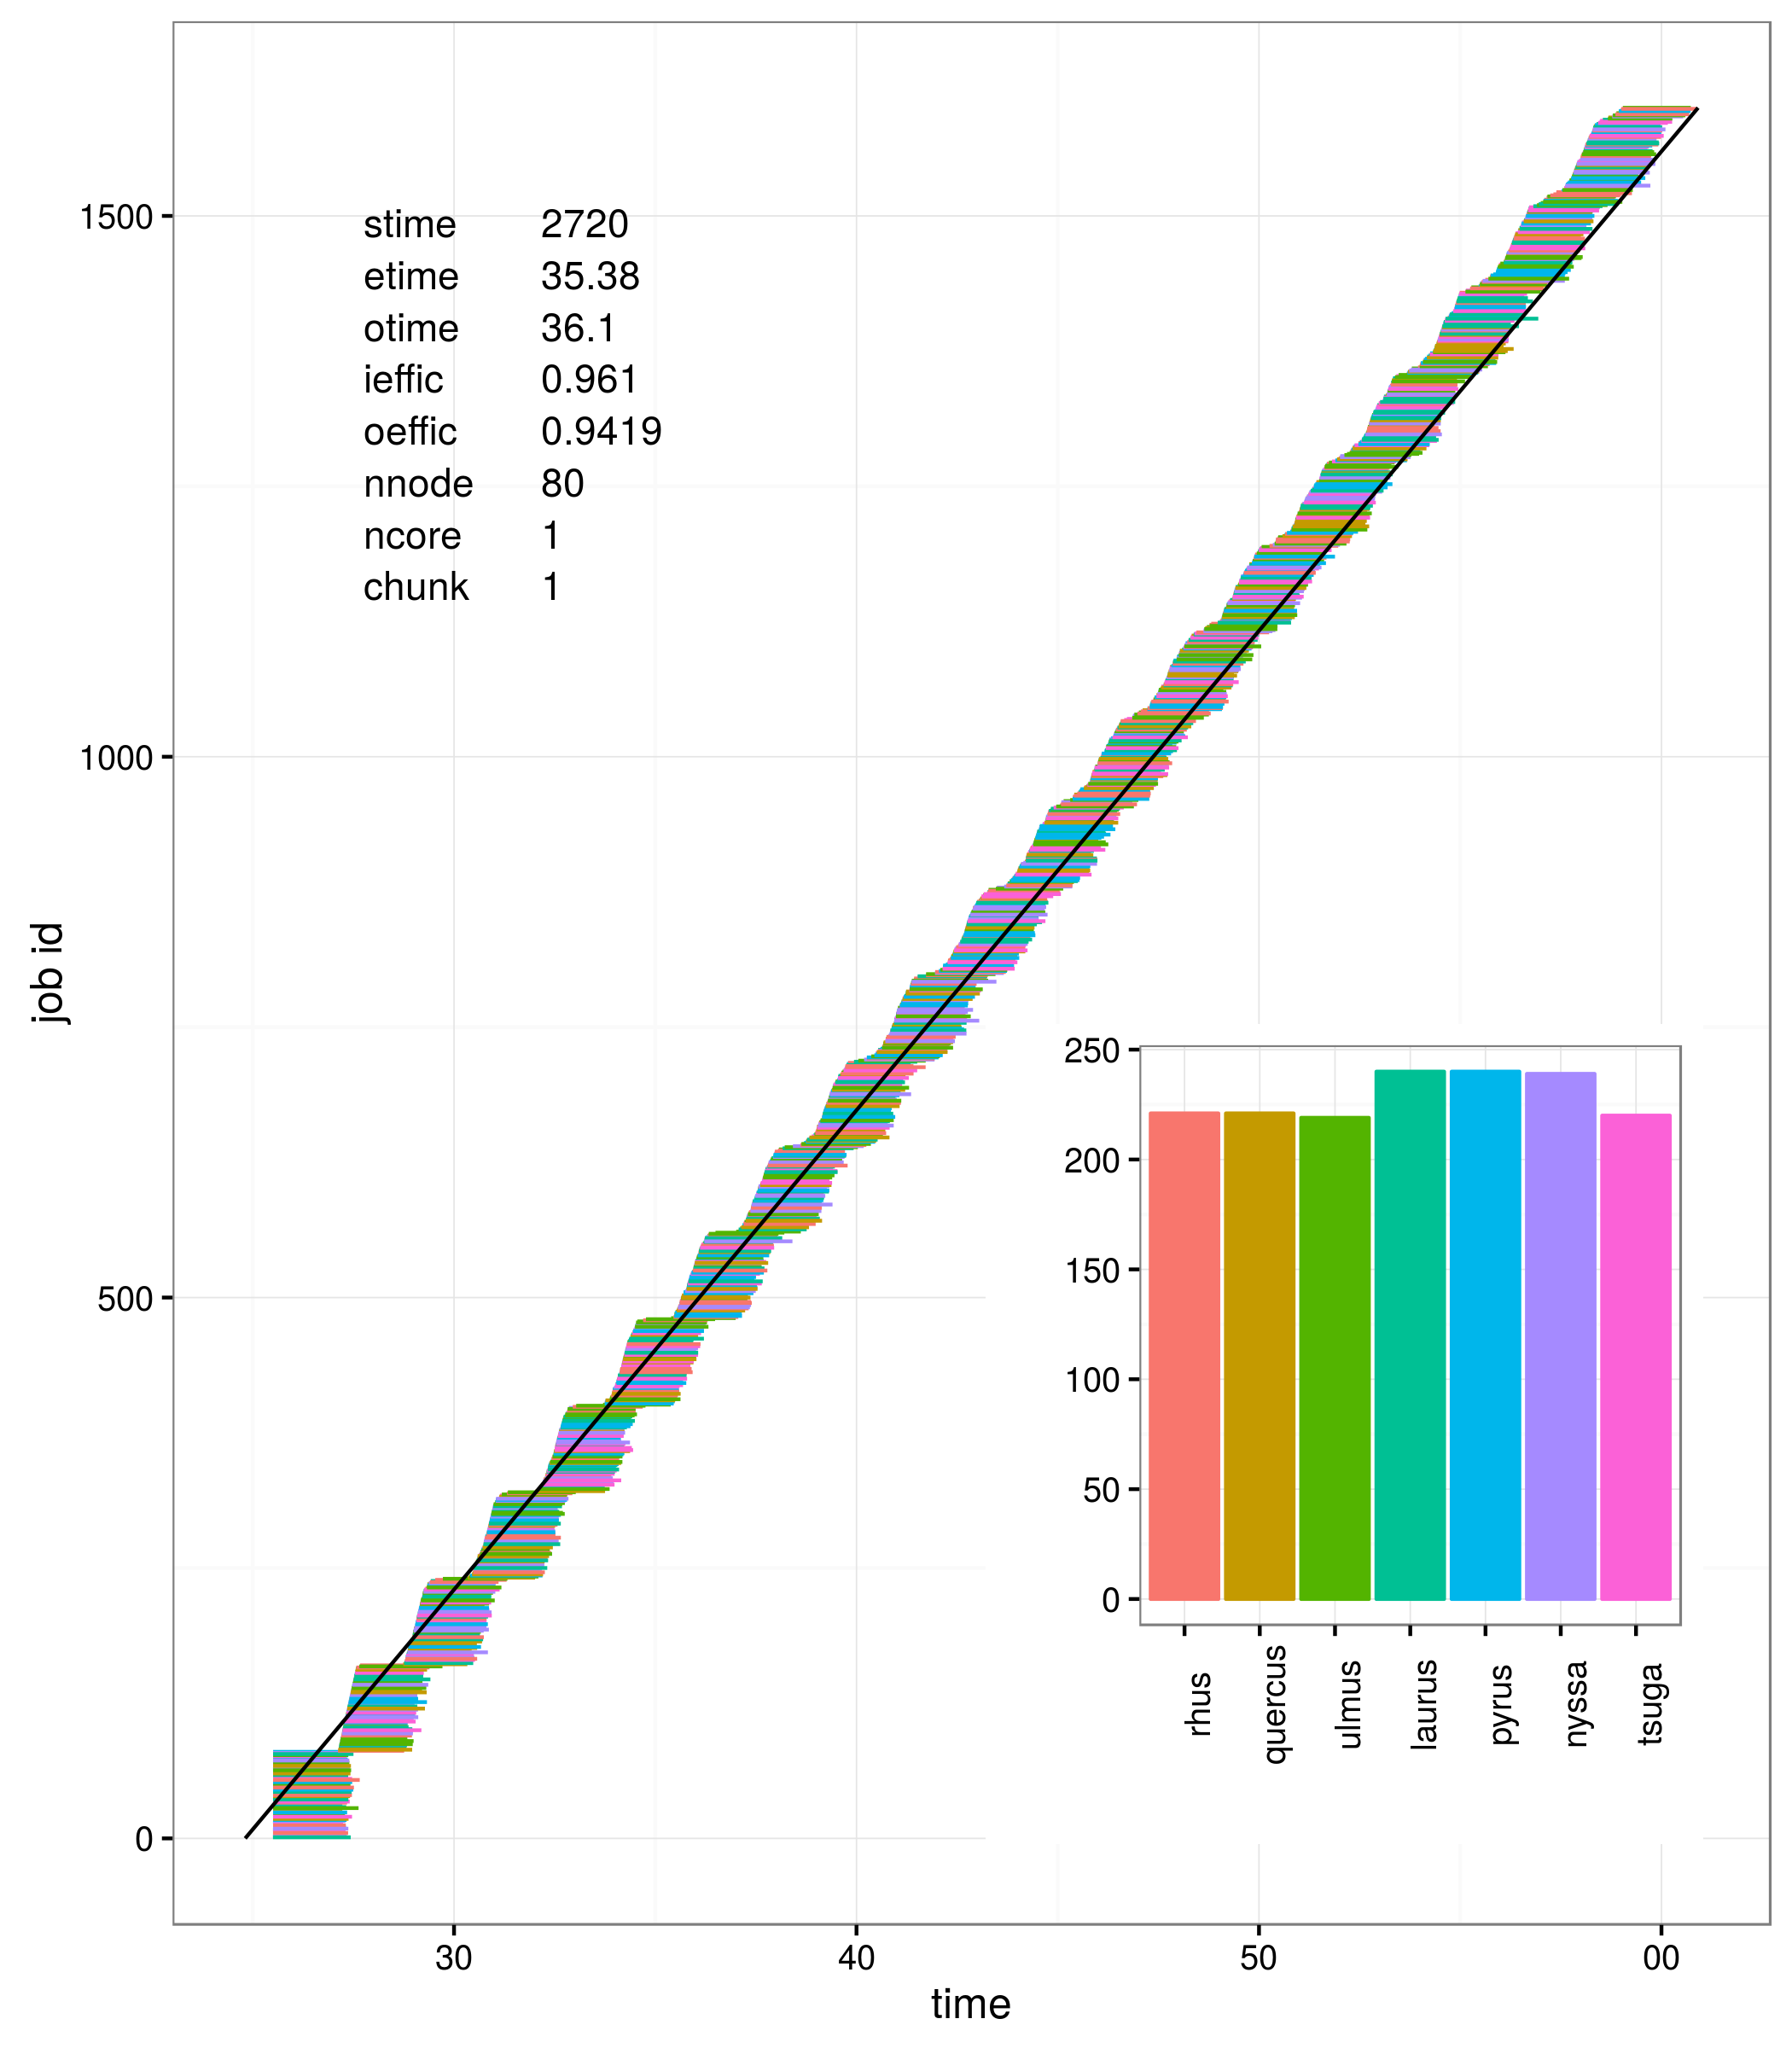 1500
1000
500
0
job id
stime 2720
etime 35.38
otime 36.1
ieffic 0.961
oeffic 0.9419
nnode 80
ncore 1
chunk 1
250
200
150
100
50
0
rhus quercus ulmus laurus pyrus nyssa tsuga
30 40 50 00
time